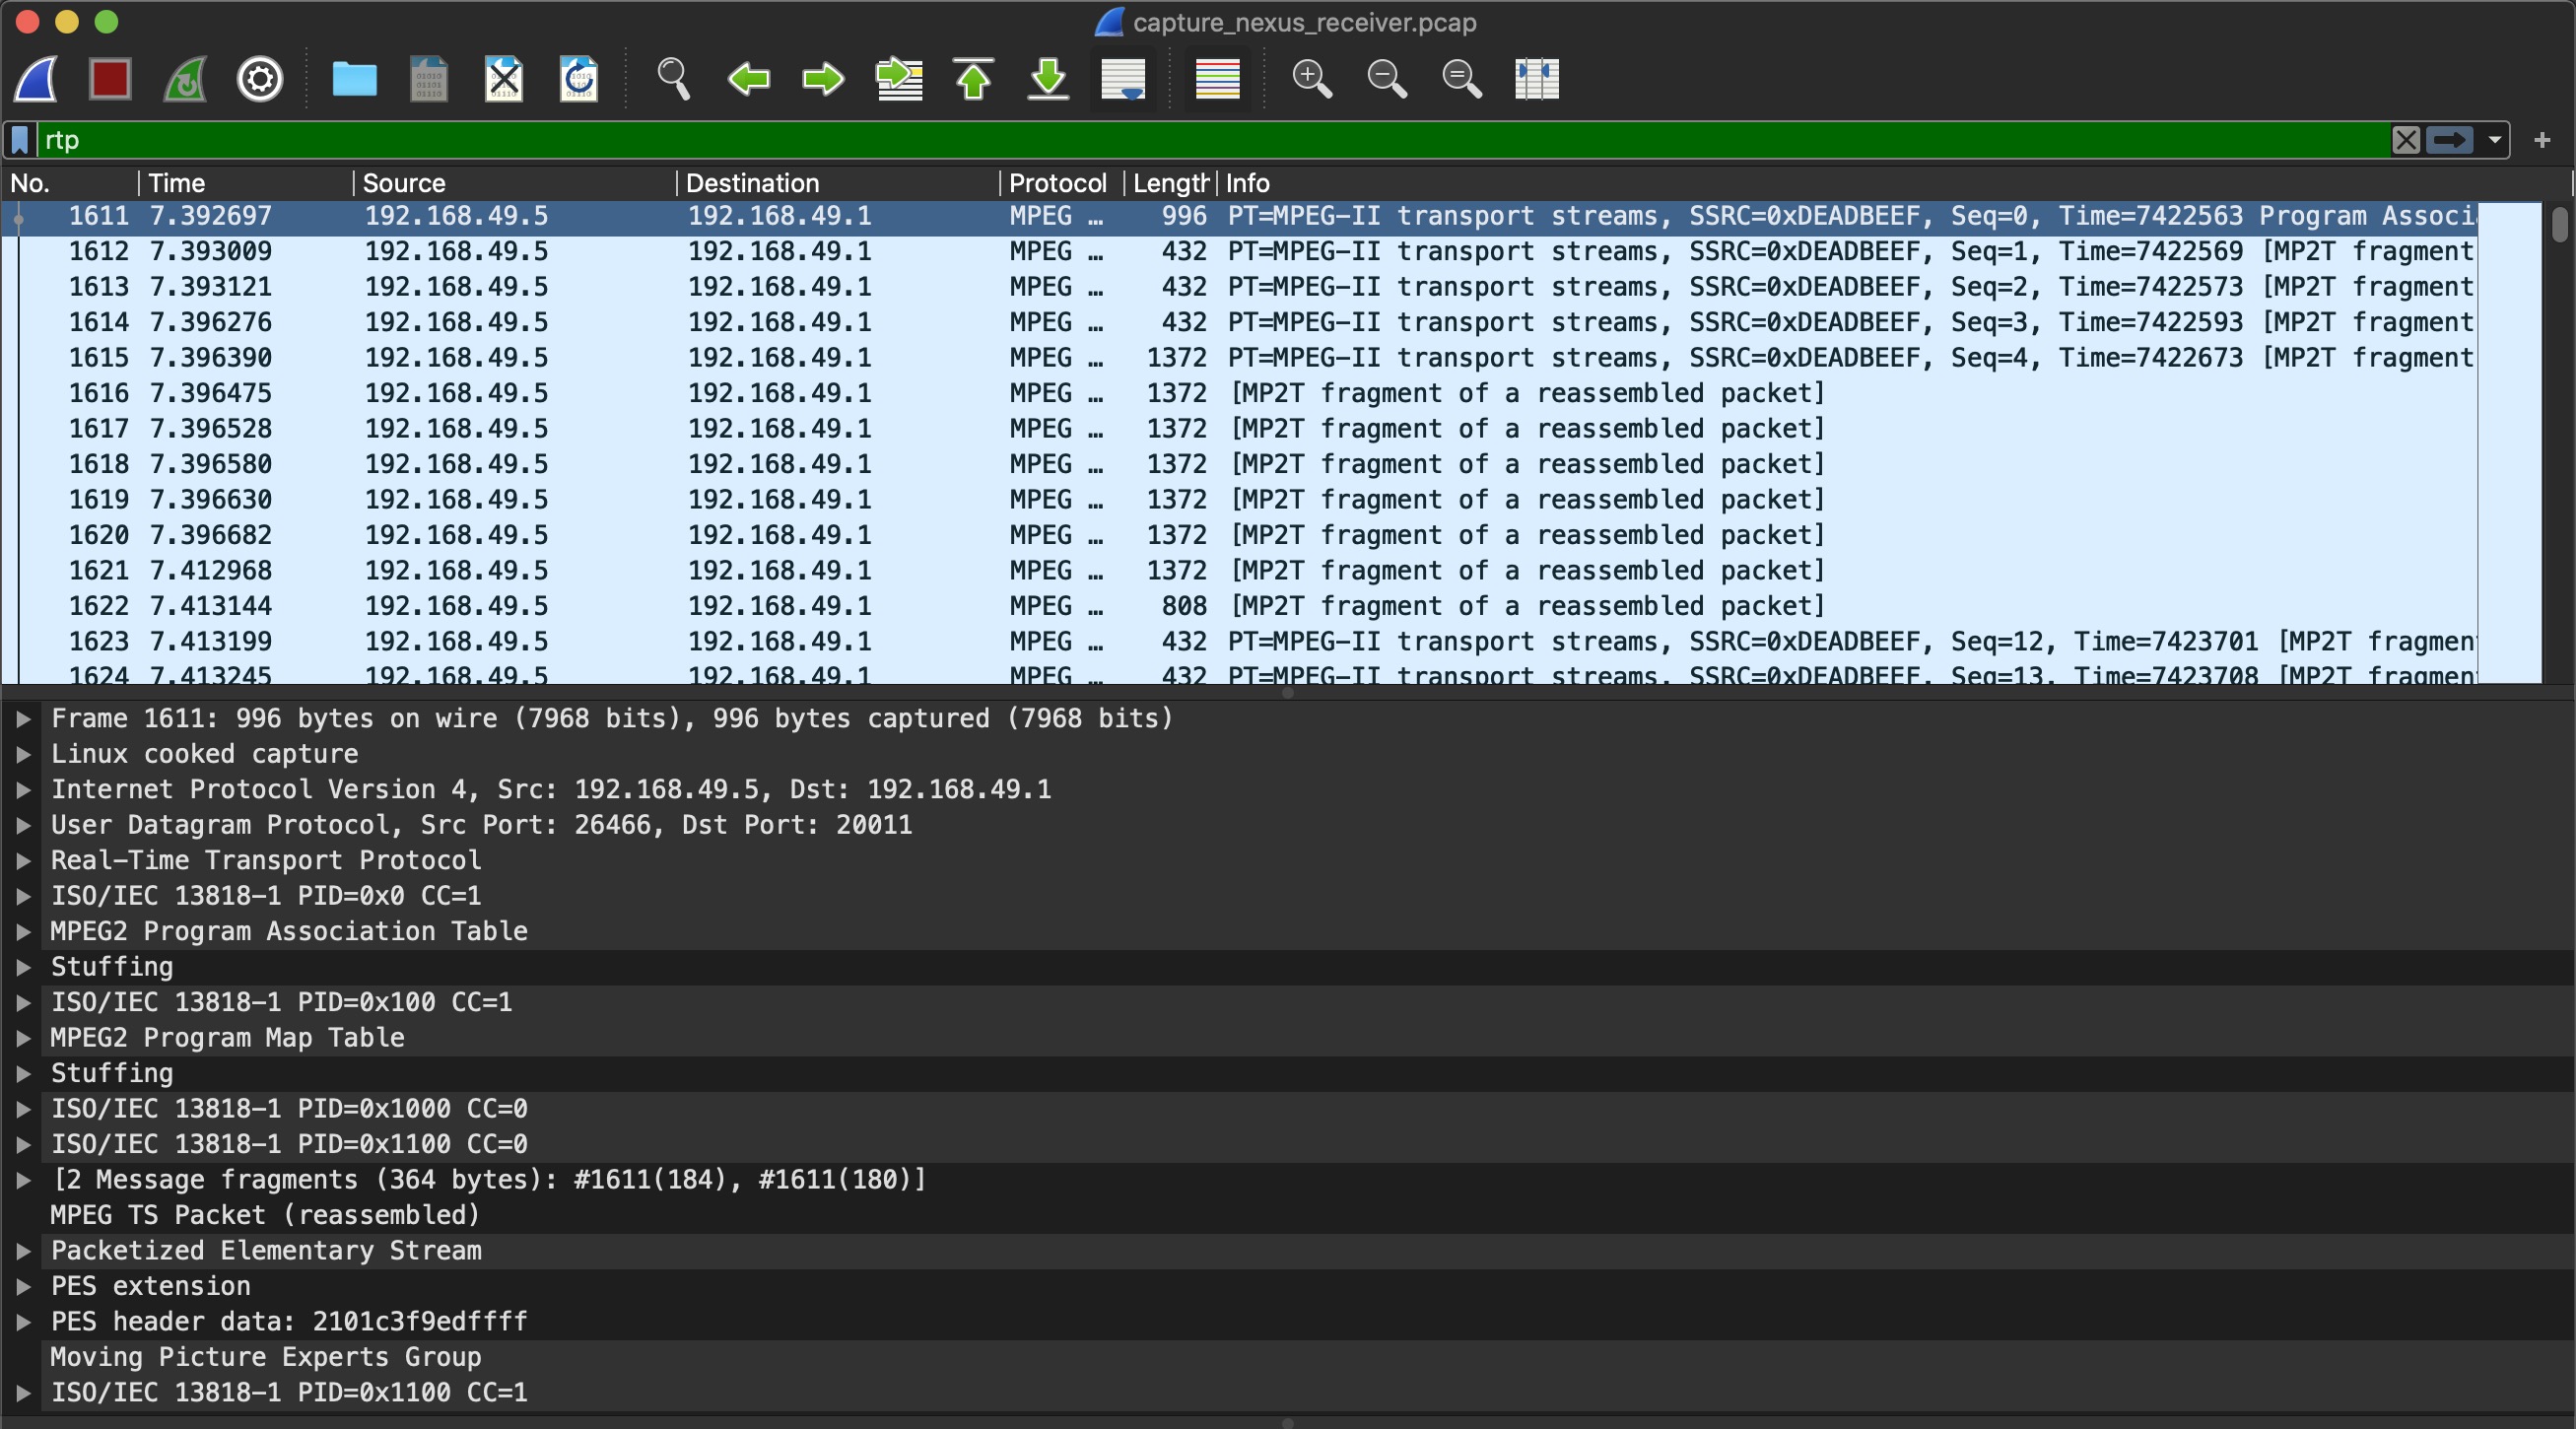 capture_nexus_receiver.pcap
rtp
No. Time Source Destination Protocol Length Info
1611 7.392697 192.168.49.5 192.168.49.1 MPEG … 996 PT=MPEG-II transport streams, SSRC=0xDEADBEEF, Seq=0, Time=7422563 Program Associ
1612 7.393009 192.168.49.5 192.168.49.1 MPEG … 432 PT=MPEG-II transport streams, SSRC=0xDEADBEEF, Seq=1, Time=7422569 [MP2T fragment
1613 7.393121 192.168.49.5 192.168.49.1 MPEG … 432 PT=MPEG-II transport streams, SSRC=0xDEADBEEF, Seq=2, Time=7422573 [MP2T fragment
1614 7.396276 192.168.49.5 192.168.49.1 MPEG … 432 PT=MPEG-II transport streams, SSRC=0xDEADBEEF, Seq=3, Time=7422593 [MP2T fragment
1615 7.396390 192.168.49.5 192.168.49.1 MPEG … 1372 PT=MPEG-II transport streams, SSRC=0xDEADBEEF, Seq=4, Time=7422673 [MP2T fragment
1616 7.396475 192.168.49.5 192.168.49.1 MPEG … 1372 [MP2T fragment of a reassembled packet]
1617 7.396528 192.168.49.5 192.168.49.1 MPEG … 1372 [MP2T fragment of a reassembled packet]
1618 7.396580 192.168.49.5 192.168.49.1 MPEG … 1372 [MP2T fragment of a reassembled packet]
1619 7.396630 192.168.49.5 192.168.49.1 MPEG … 1372 [MP2T fragment of a reassembled packet]
1620 7.396682 192.168.49.5 192.168.49.1 MPEG … 1372 [MP2T fragment of a reassembled packet]
1621 7.412968 192.168.49.5 192.168.49.1 MPEG … 1372 [MP2T fragment of a reassembled packet]
1622 7.413144 192.168.49.5 192.168.49.1 MPEG … 808 [MP2T fragment of a reassembled packet]
1623 7.413199 192.168.49.5 192.168.49.1 MPEG … 432 PT=MPEG-II transport streams, SSRC=0xDEADBEEF, Seq=12, Time=7423701 [MP2T fragmen
1624 7.413245 192.168.49.5 192.168.49.1 MPEG … 432 PT=MPEG-II transport streams, SSRC=0xDEADBEEF, Seq=13, Time=7423708 [MP2T fragmen
Frame 1611: 996 bytes on wire (7968 bits), 996 bytes captured (7968 bits)
Linux cooked capture
Internet Protocol Version 4, Src: 192.168.49.5, Dst: 192.168.49.1
User Datagram Protocol, Src Port: 26466, Dst Port: 20011
Real-Time Transport Protocol
ISO/IEC 13818-1 PID=0x0 CC=1
MPEG2 Program Association Table
Stuffing
ISO/IEC 13818-1 PID=0x100 CC=1
MPEG2 Program Map Table
Stuffing
ISO/IEC 13818-1 PID=0x1000 CC=0
ISO/IEC 13818-1 PID=0x1100 CC=0
[2 Message fragments (364 bytes): #1611(184), #1611(180)]
MPEG TS Packet (reassembled)
Packetized Elementary Stream
PES extension
PES header data: 2101c3f9edffff
Moving Picture Experts Group
ISO/IEC 13818-1 PID=0x1100 CC=1